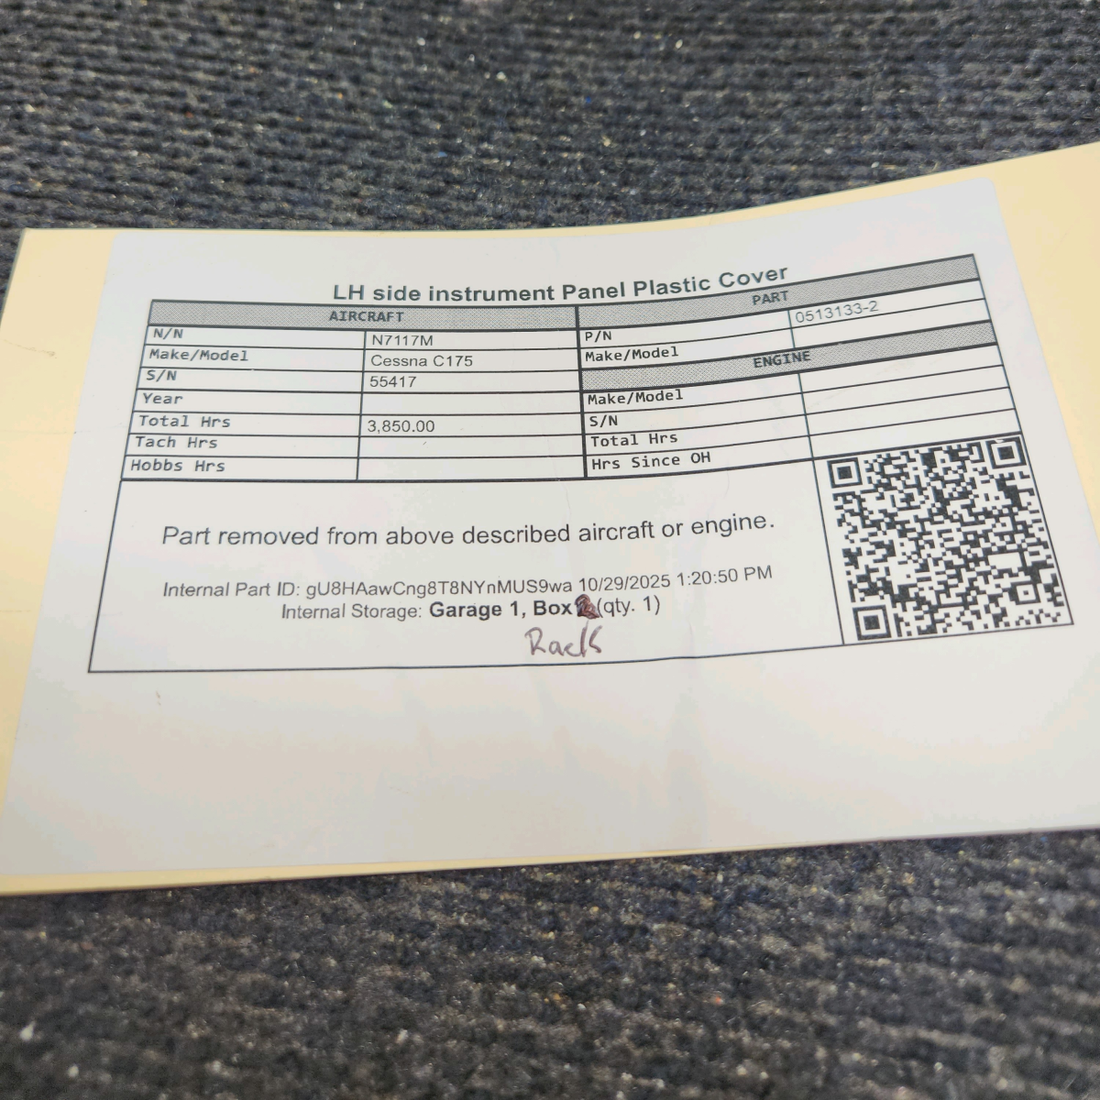 LH side instrument Panel Plastic Cover
AIRCRAFT
N/N N7117M
Make/Model Cessna C175
S/N 55417
Year
Total Hrs 3,850.00
Tach Hrs
Hobbs Hrs
PART
P/N 0513133-2
Make/Model
ENGINE
Make/Model
S/N
Total Hrs
Hrs Since OH
Part removed from above described aircraft or engine.
Internal Part ID: gU8HAawCng8T8NYnMUS9wa 10/29/2025 1:20:50 PM
Internal Storage: Garage 1, Box (qty. 1)
Rack